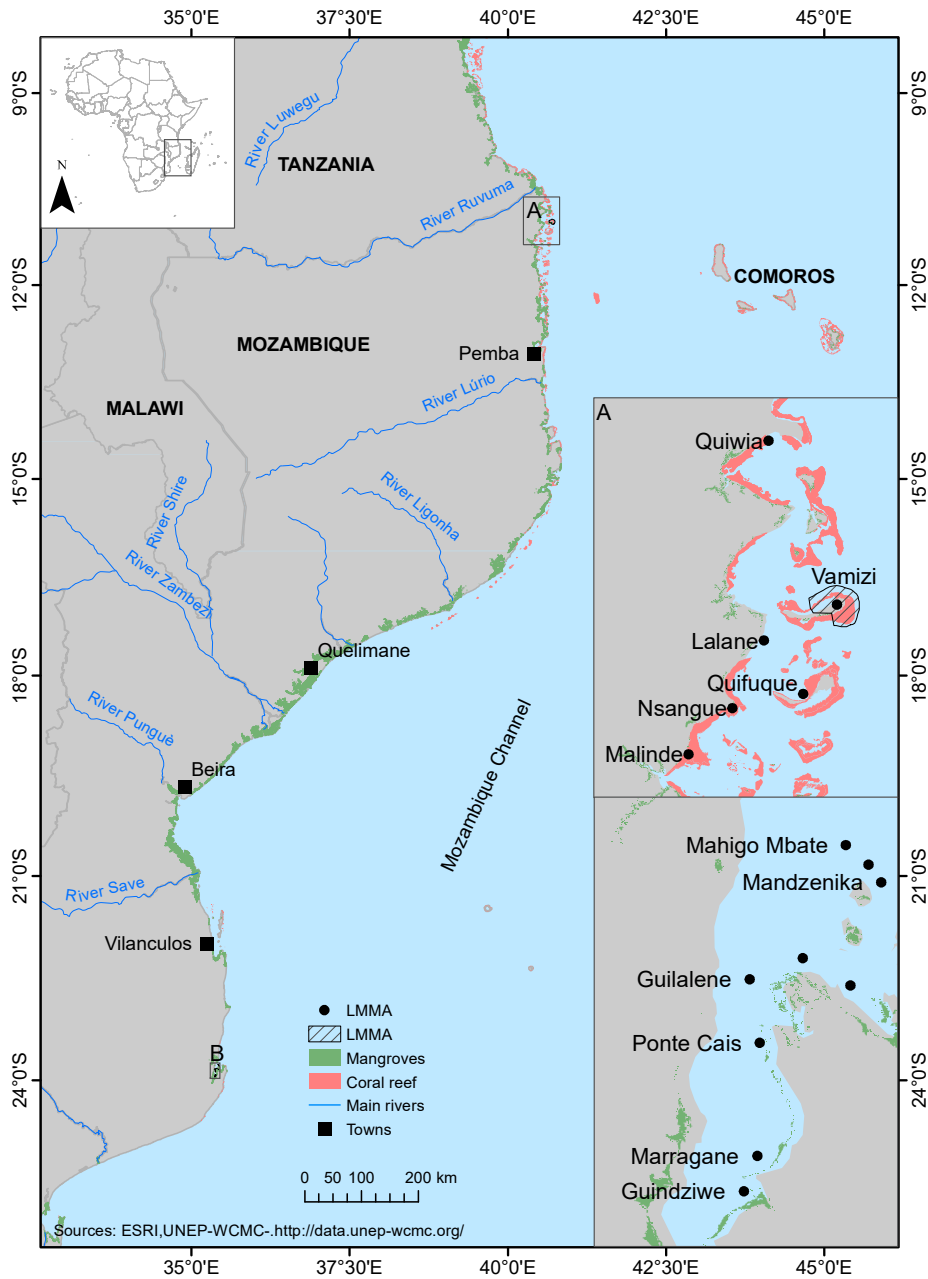 35°0'E 37°30'E 40°0'E 42°30'E 45°0'E
9°0'S 9°0'S
N
River Luwegu
TANZANIA
River Ruvuma
A
12°0'S 12°0'S
COMOROS
MOZAMBIQUE
Pemba
River Lúrio
MALAWI
A
Quiwia
15°0'S 15°0'S
River Shire
River Ligonha
River Zambezi
Vamizi
Lalane
Quelimane
18°0'S 18°0'S
Quifuque
Nsangue
River Punguè
Malinde
Beira
Mozambique Channel
Mahigo Mbate
21°0'S 21°0'S
Mandzenika
River Save
Vilanculos
Guilalene
LMMA
LMMA
Ponte Cais
B
Mangroves
24°0'S 24°0'S
Coral reef
Main rivers
Towns
Marragane
0 50 100 200 km
Guindziwe
Sources: ESRI,UNEP-WCMC-.http://data.unep-wcmc.org/
35°0'E 37°30'E 40°0'E 42°30'E 45°0'E